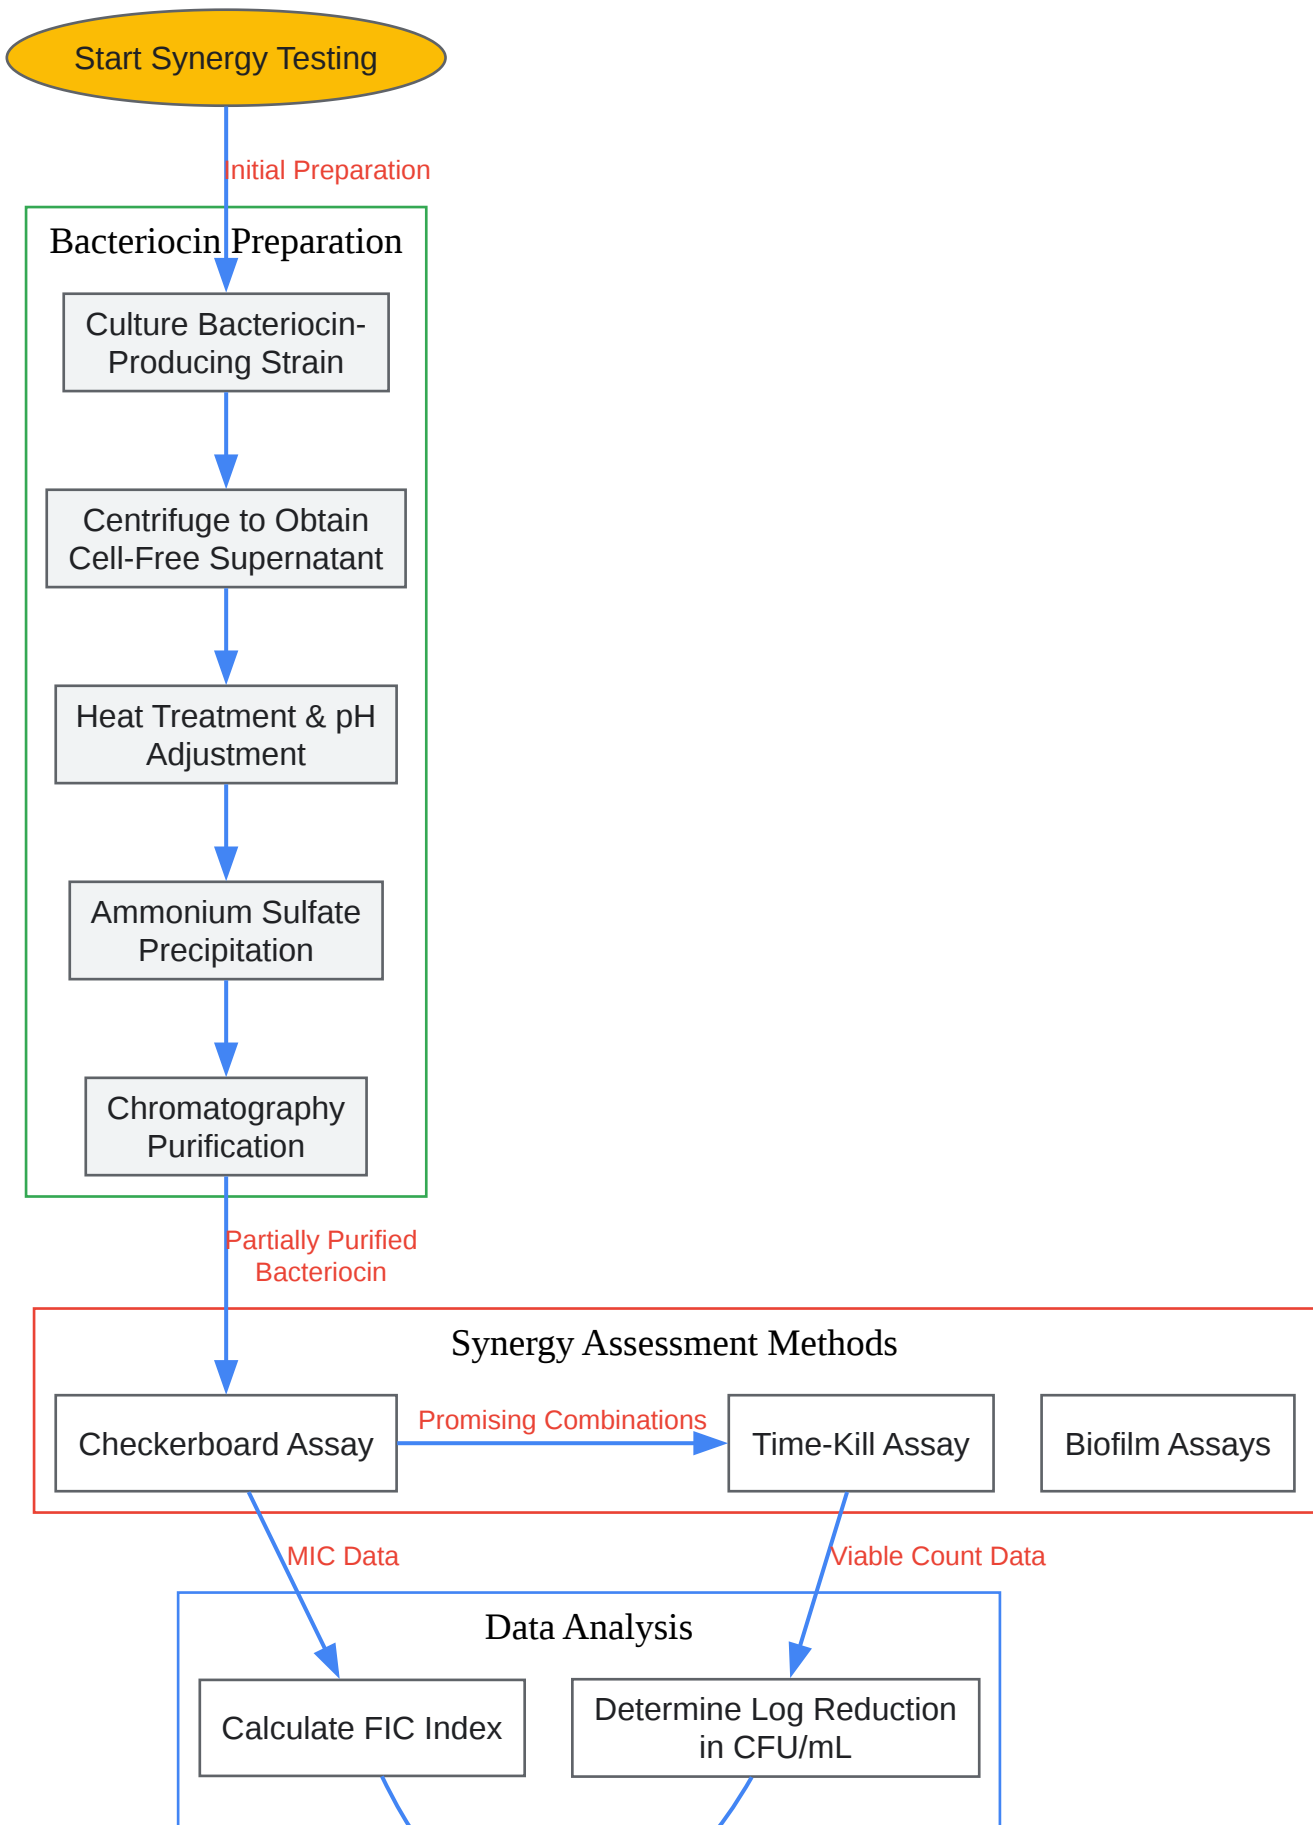 Start Synergy Testing
Initial Preparation
Bacteriocin Preparation
Culture Bacteriocin-
Producing Strain
Centrifuge to Obtain
Cell-Free Supernatant
Heat Treatment & pH
Adjustment
Ammonium Sulfate
Precipitation
Chromatography
Purification
Partially Purified
Bacteriocin
Synergy Assessment Methods
Checkerboard Assay
Promising Combinations
Time-Kill Assay
Biofilm Assays
MIC Data
Viable Count Data
Data Analysis
Calculate FIC Index
Determine Log Reduction
in CFU/mL